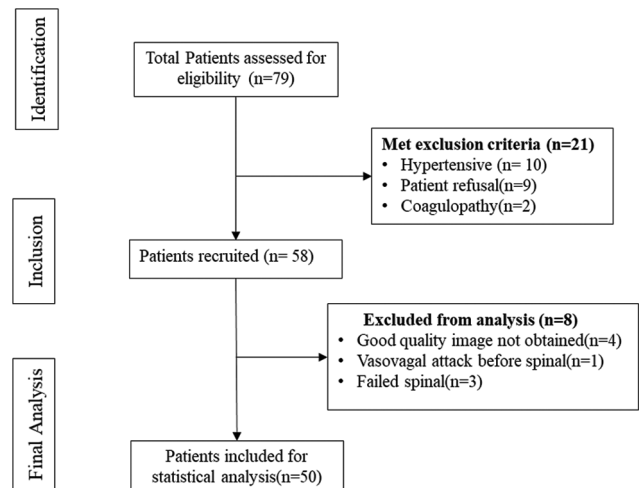 Identification
Total Patients assessed for
eligibility (n=79)
Met exclusion criteria (n=21)
• Hypertensive (n= 10)
• Patient refusal(n=9)
• Coagulopathy(n=2)
Inclusion
Patients recruited (n= 58)
Excluded from analysis (n=8)
• Good quality image not obtained(n=4)
• Vasovagal attack before spinal(n=1)
• Failed spinal(n=3)
Final Analysis
Patients included for
statistical analysis(n=50)